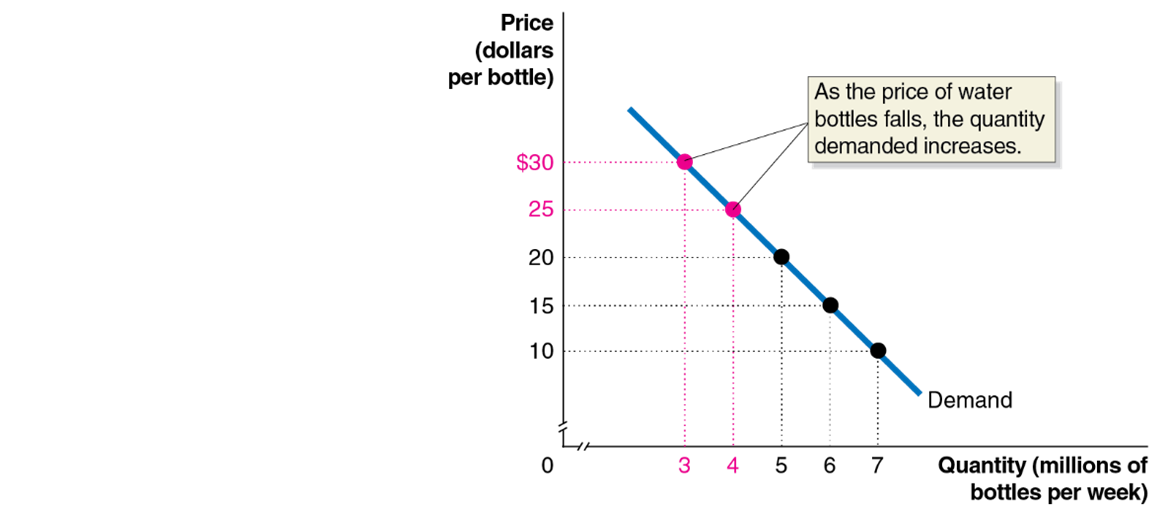 Price
(dollars
per bottle)
As the price of water
bottles falls, the quantity
demanded increases.
$30
25
20
15
10
Demand
0
3
4
5
6
7
Quantity (millions of
bottles per week)